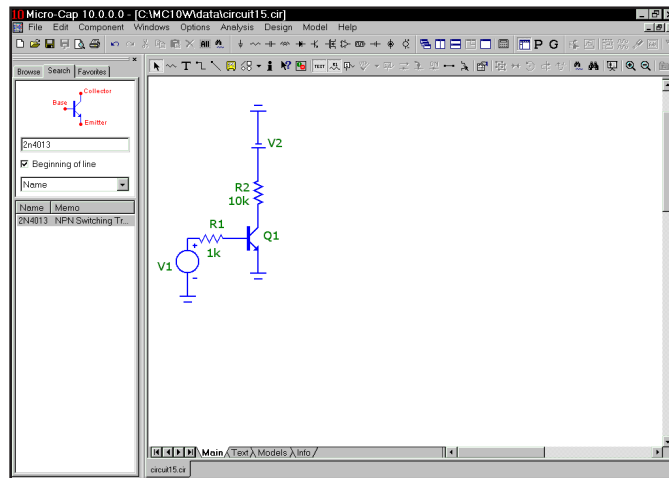 10 Micro-Cap 10.0.0.0 - [C:\MC10W\data\circuit15.cir]
File Edit Component Windows Options Analysis Design Model Help
Browse Search Favorites
Collector
Base
Emitter
2n4013
Beginning of line
Name
Name Memo
2N4013 NPN Switching Tr...
V2
R2
10k
R1
Q1
1k
V1
+
-
Main Text Models Info
circuit15.cir